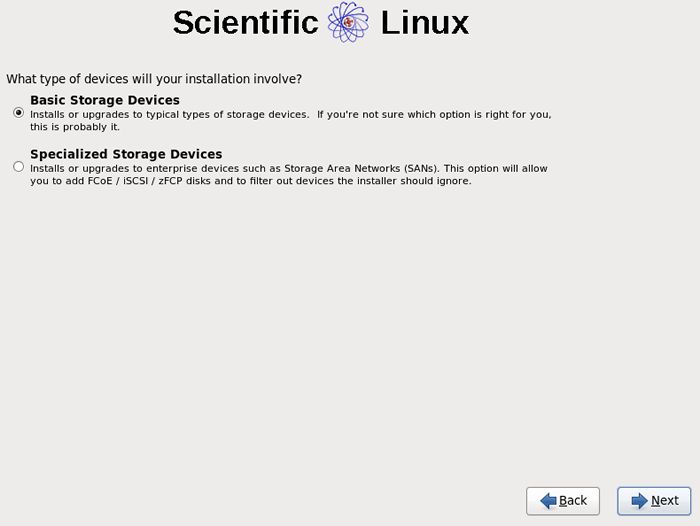 Scientific Linux
What type of devices will your installation involve?
Basic Storage Devices
Installs or upgrades to typical types of storage devices.  If you're not sure which option is right for you,
this is probably it.
Specialized Storage Devices
Installs or upgrades to enterprise devices such as Storage Area Networks (SANs). This option will allow
you to add FCoE / iSCSI / zFCP disks and to filter out devices the installer should ignore.
Back Next